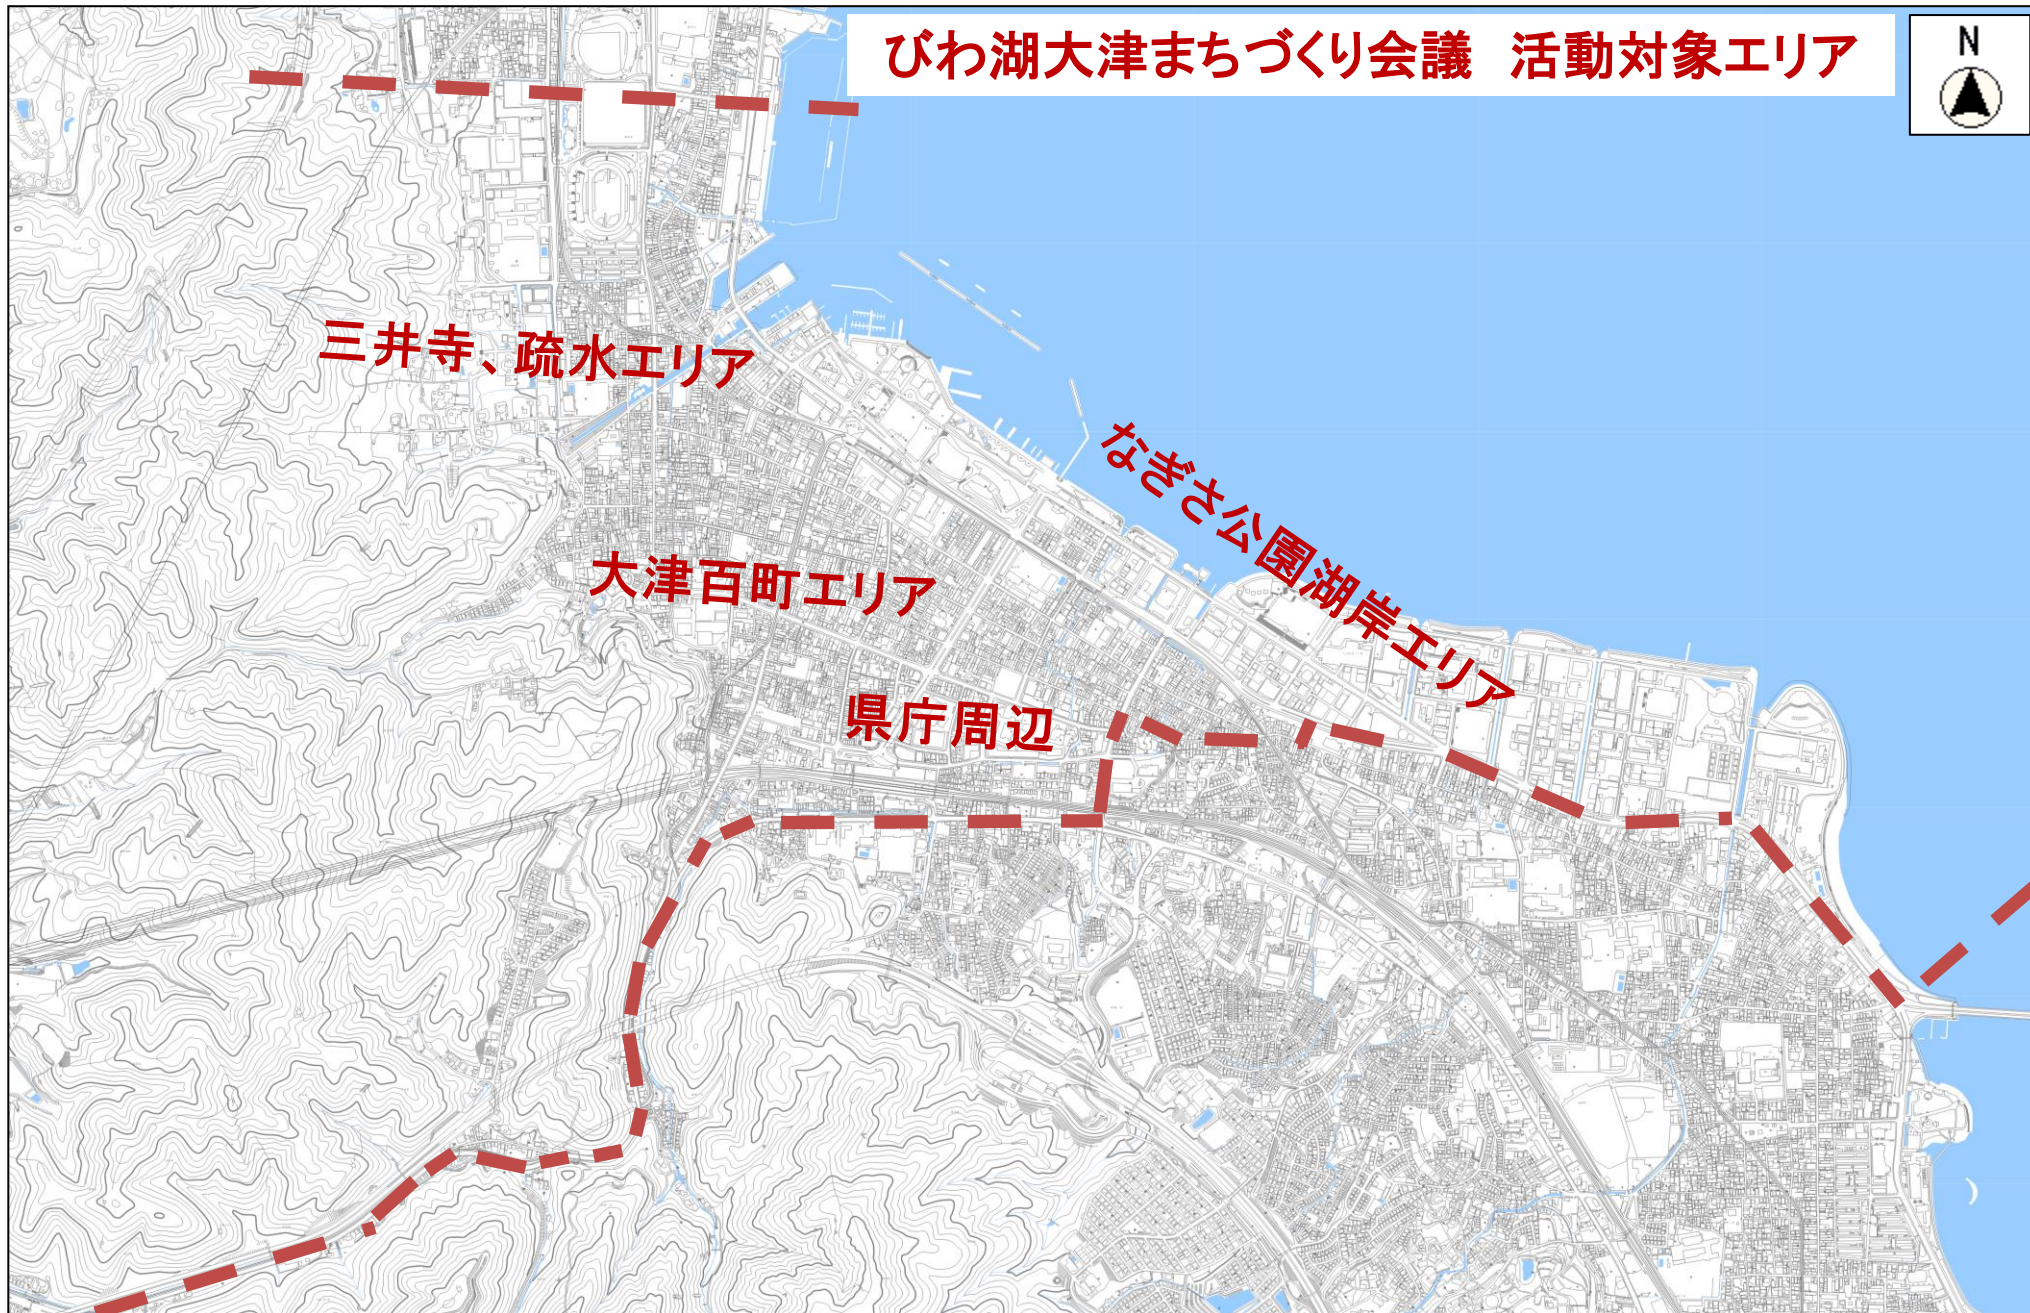 びわ湖大津まちづくり会議　活動対象エリア
N
三井寺、疏水エリア
なぎさ公園湖岸エリア
大津百町エリア
県庁周辺